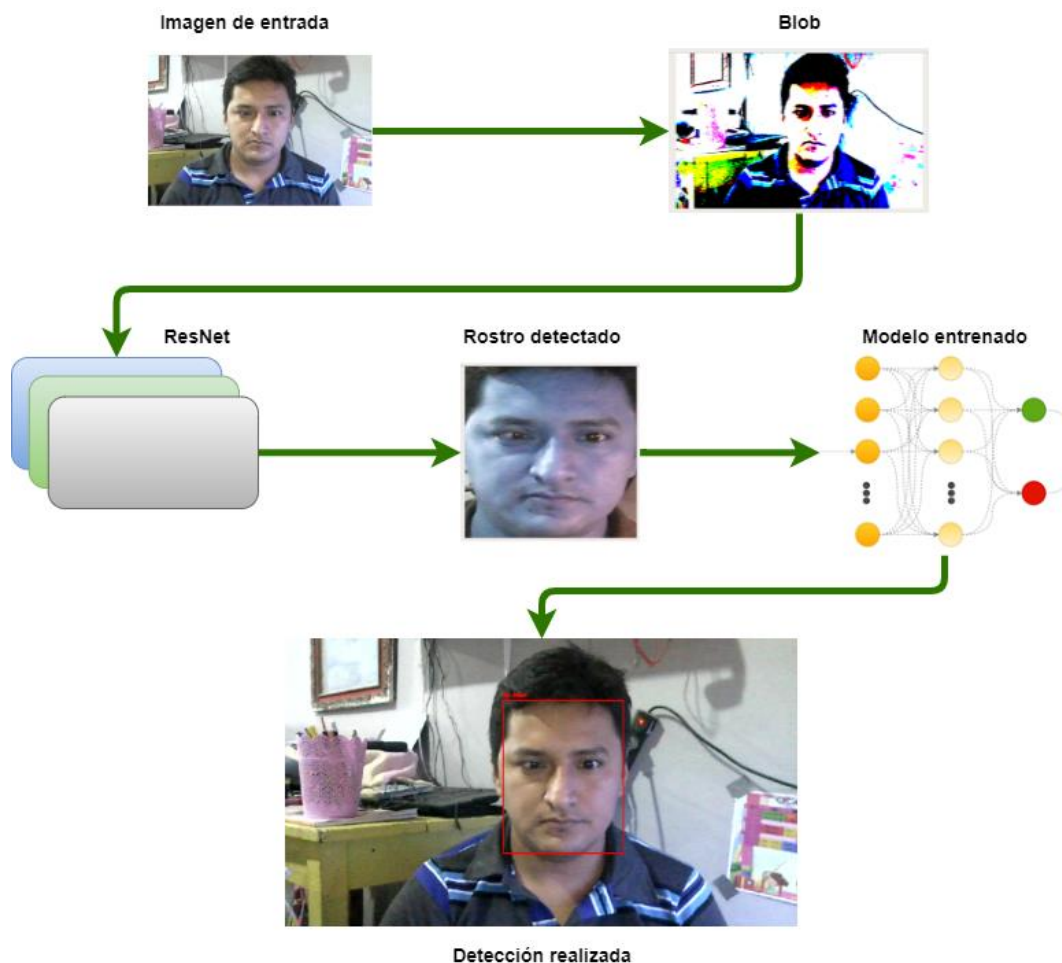 Imagen de entrada
Blob
ResNet
Rostro detectado
Modelo entrenado
Detección realizada